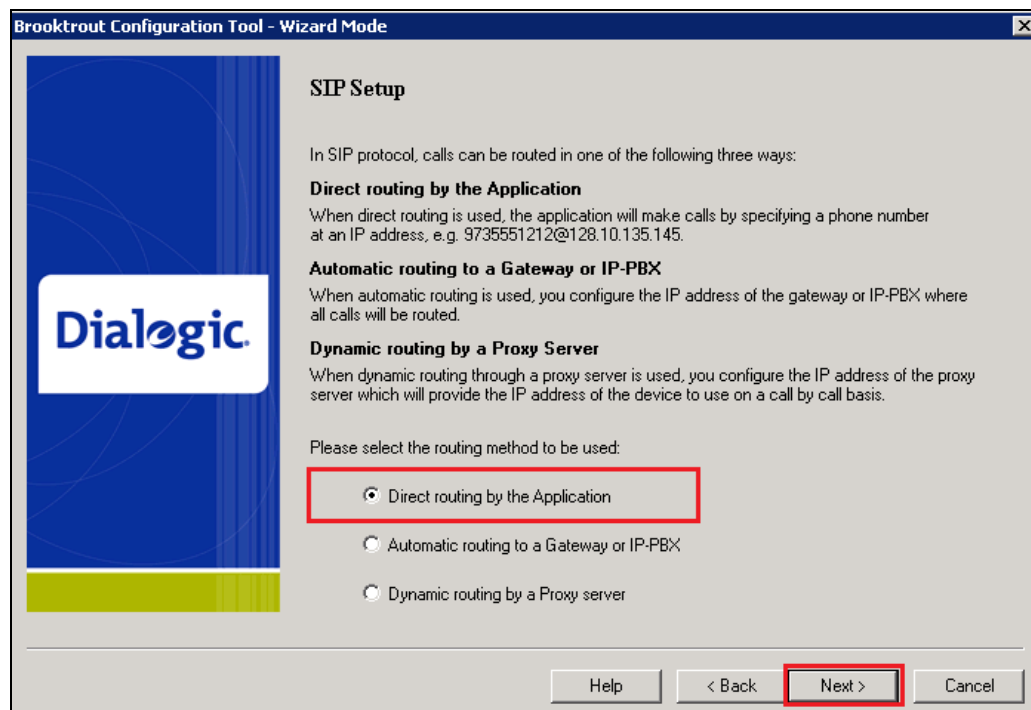 Brooktrout Configuration Tool - Wizard Mode
SIP Setup
In SIP protocol, calls can be routed in one of the following three ways:
Direct routing by the Application
When direct routing is used, the application will make calls by specifying a phone number
at an IP address, e.g. 9735551212@128.10.135.145.
Automatic routing to a Gateway or IP-PBX
When automatic routing is used, you configure the IP address of the gateway or IP-PBX where
all calls will be routed.
Dynamic routing by a Proxy Server
When dynamic routing through a proxy server is used, you configure the IP address of the proxy
server which will provide the IP address of the device to use on a call by call basis.
Dialogic.
Please select the routing method to be used:
Direct routing by the Application
Automatic routing to a Gateway or IP-PBX
Dynamic routing by a Proxy server
Help
< Back
Next >
Cancel